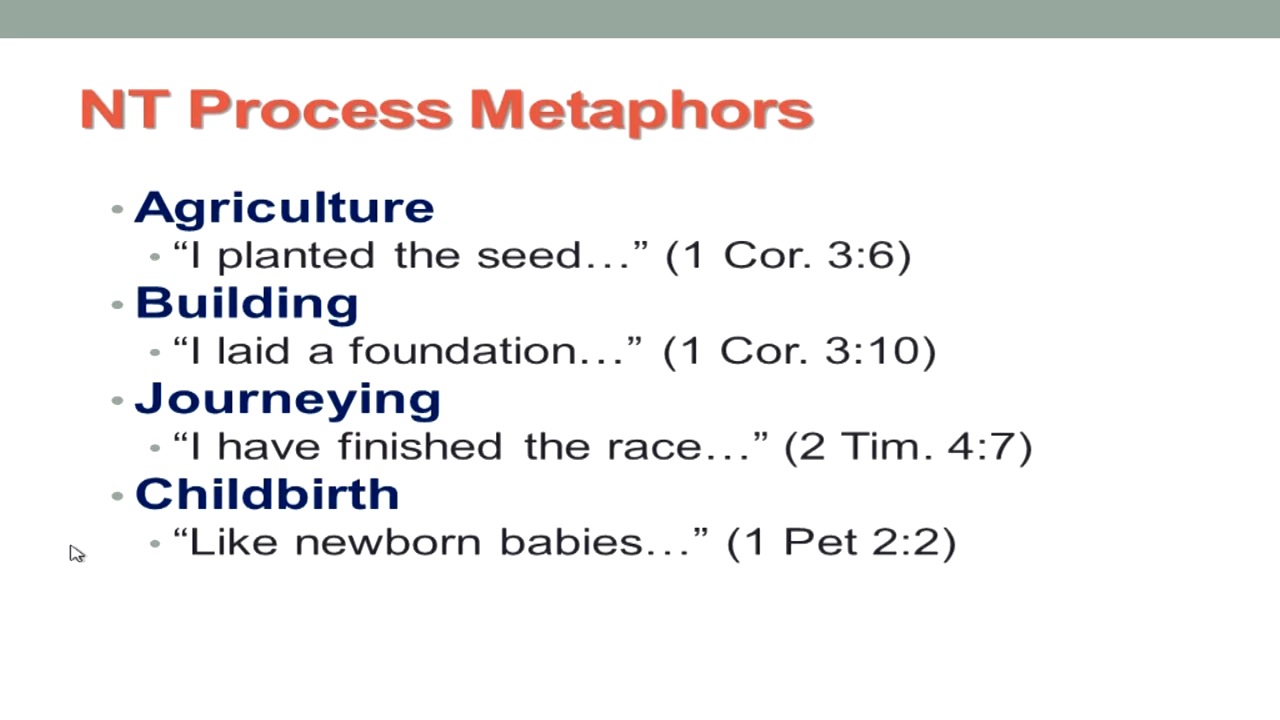 NT Process Metaphors
• Agriculture
• “I planted the seed…” (1 Cor. 3:6)
• Building
• “I laid a foundation…” (1 Cor. 3:10)
• Journeying
• “I have finished the race…” (2 Tim. 4:7)
• Childbirth
• “Like newborn babies…” (1 Pet 2:2)